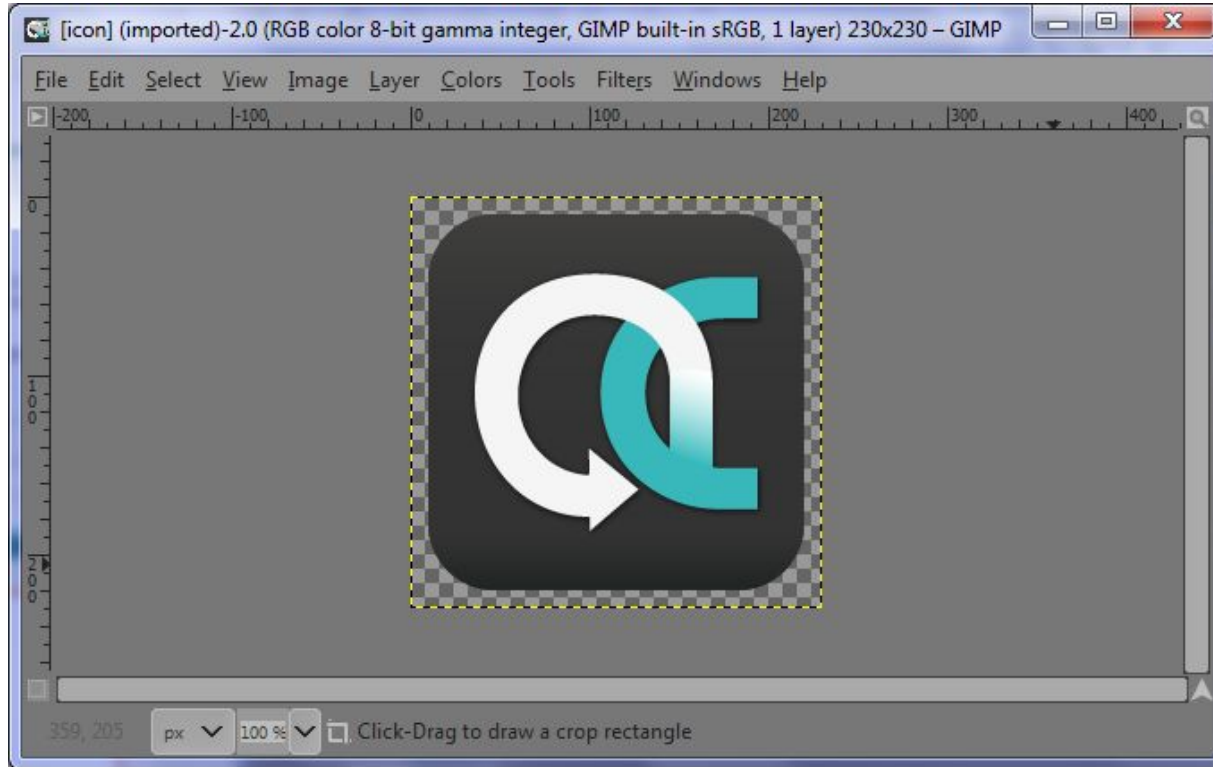 [icon] (imported)-2.0 (RGB color 8-bit gamma integer, GIMP built-in sRGB, 1 layer) 230x230 – GIMP
File Edit Select View Image Layer Colors Tools Filters Windows Help
-200 -100 0 100 200 300 400
0
100
200
359, 205 px 100 % Click-Drag to draw a crop rectangle